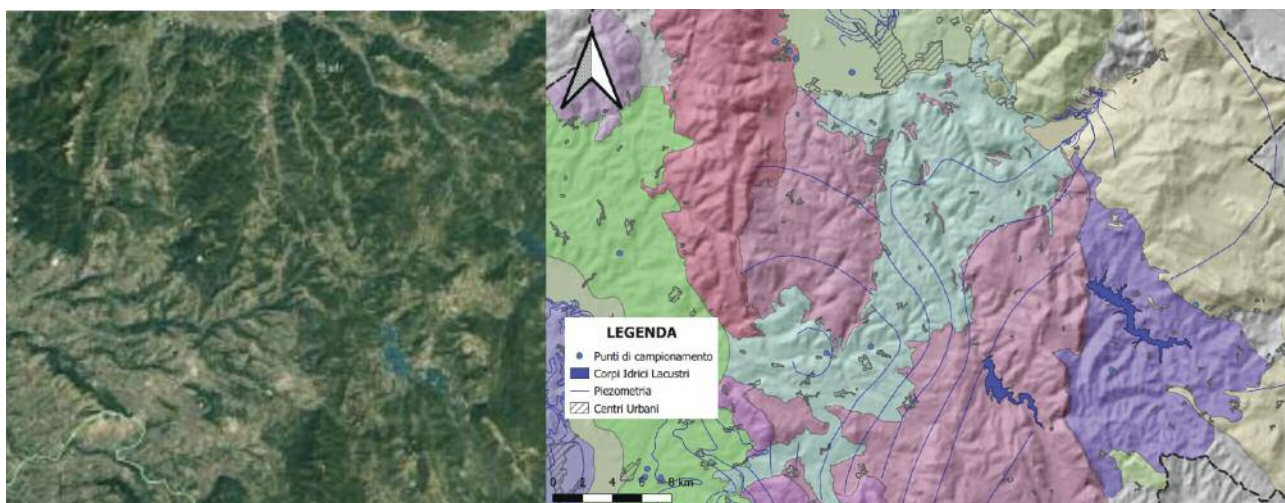 LEGENDA
Punti di campionamento
Corpi Idrici Lacustri
Piezometria
Centri Urbani
0 2 4 6 8 km